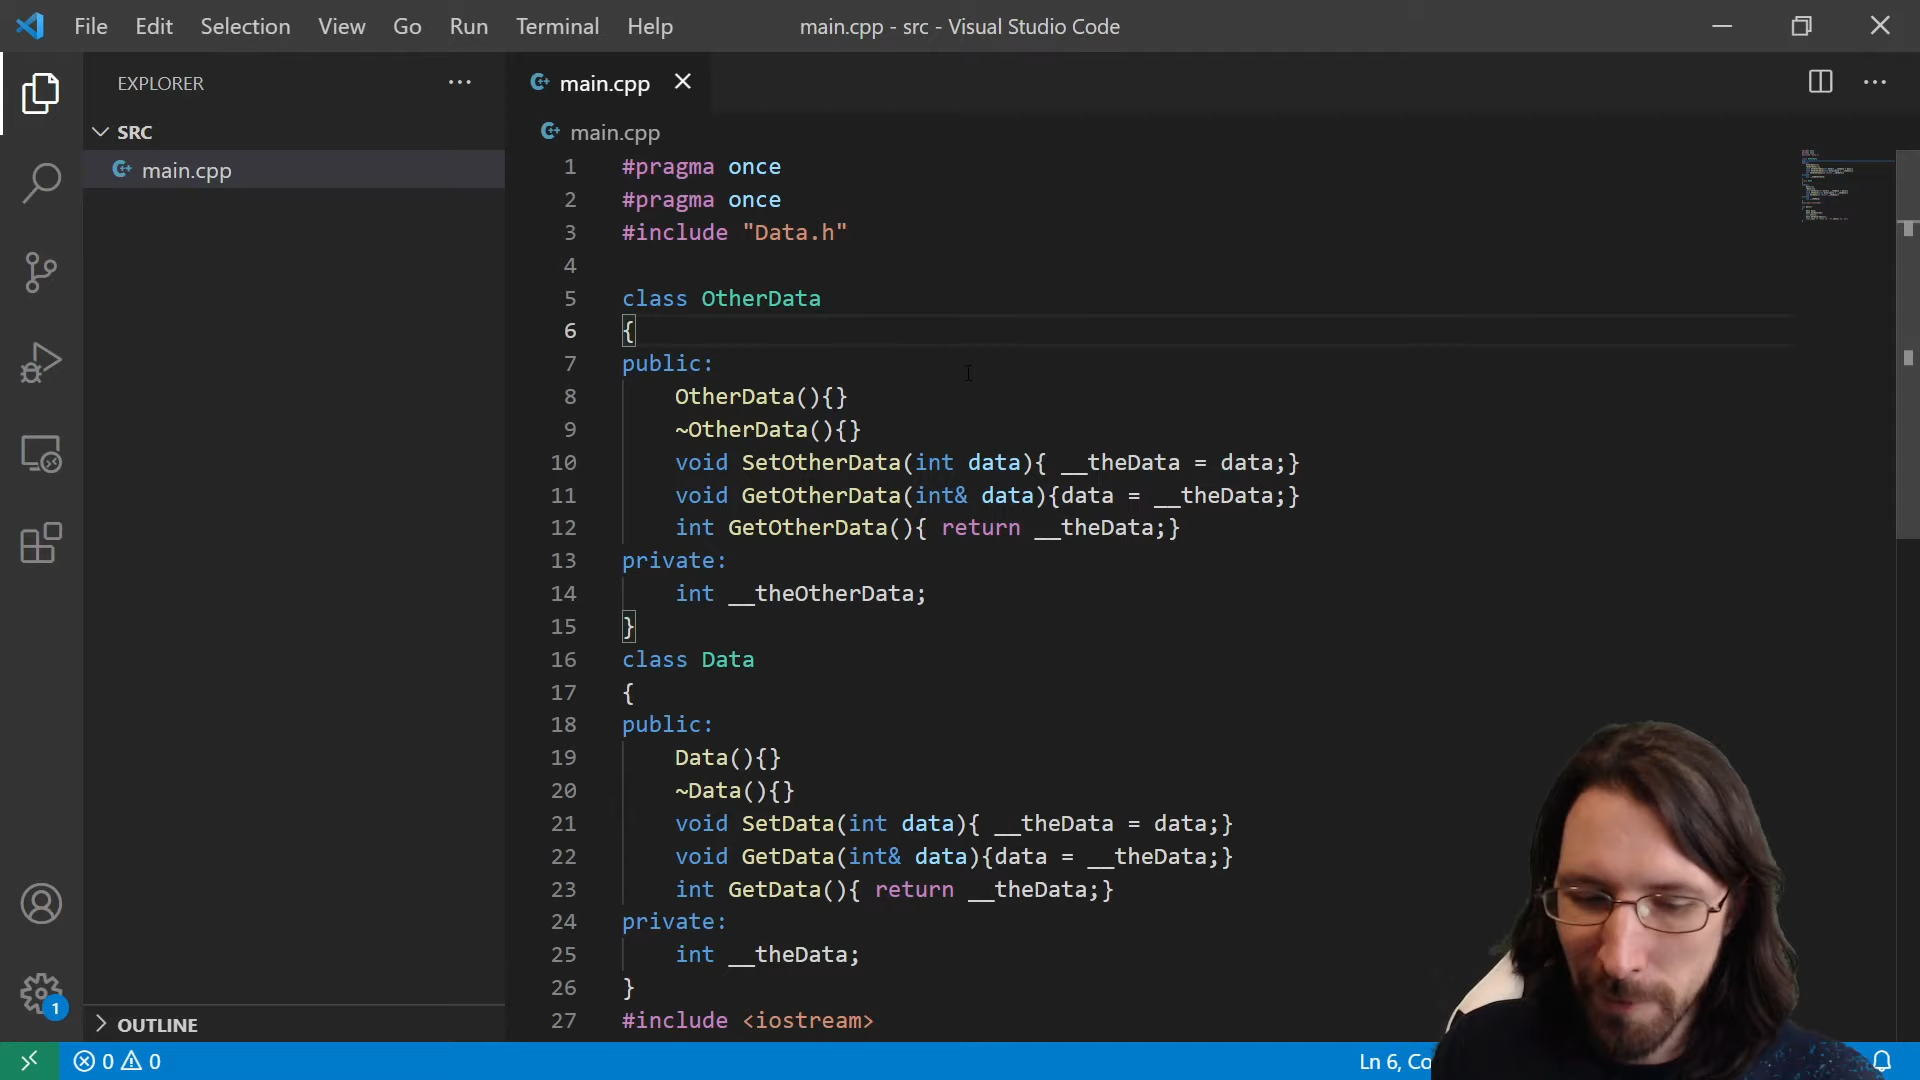 File Edit Selection View Go Run Terminal Help main.cpp - src - Visual Studio Code
EXPLORER
SRC
main.cpp
OUTLINE
main.cpp
main.cpp
1 #pragma once
2 #pragma once
3 #include "Data.h"
4
5 class OtherData
6 {
7 public:
8 OtherData(){}
9 ~OtherData(){}
10 void SetOtherData(int data){ __theData = data;}
11 void GetOtherData(int& data){data = __theData;}
12 int GetOtherData(){ return __theData;}
13 private:
14 int __theOtherData;
15 }
16 class Data
17 {
18 public:
19 Data(){}
20 ~Data(){}
21 void SetData(int data){ __theData = data;}
22 void GetData(int& data){data = __theData;}
23 int GetData(){ return __theData;}
24 private:
25 int __theData;
26 }
27 #include <iostream>
1
0 0 Ln 6,